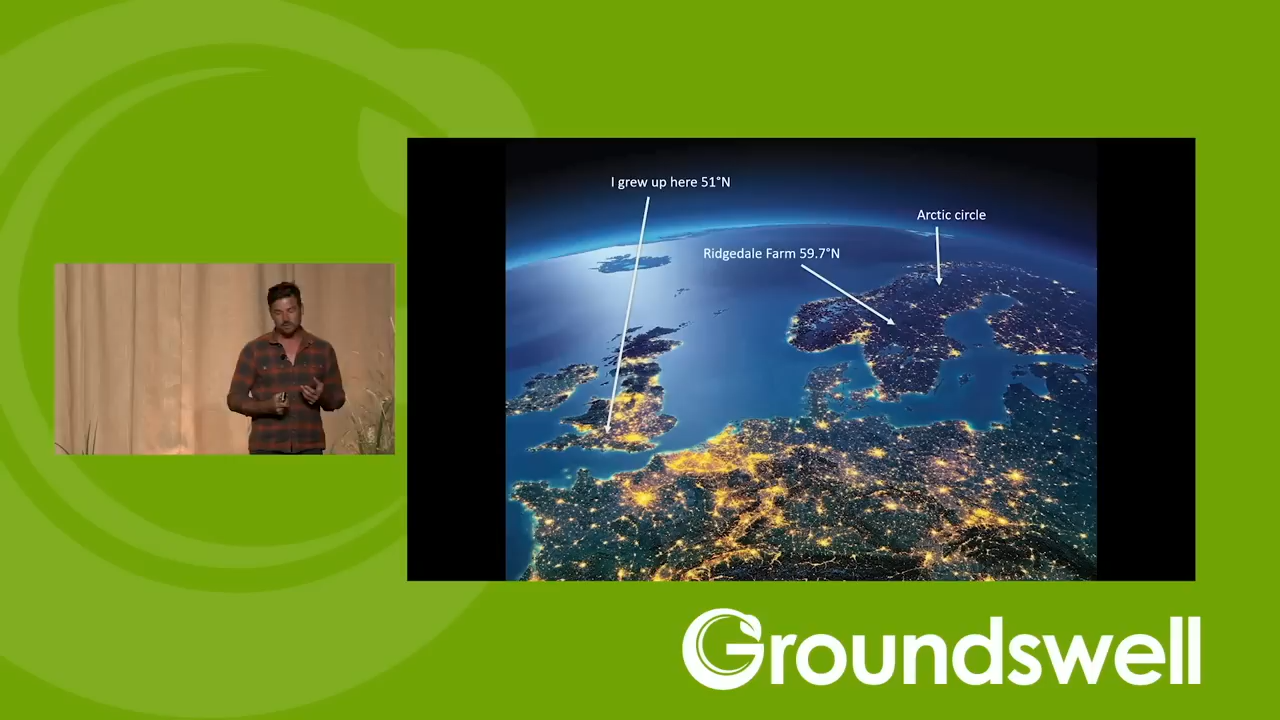 I grew up here 51°N
Arctic circle
Ridgedale Farm 59.7°N
Groundswell